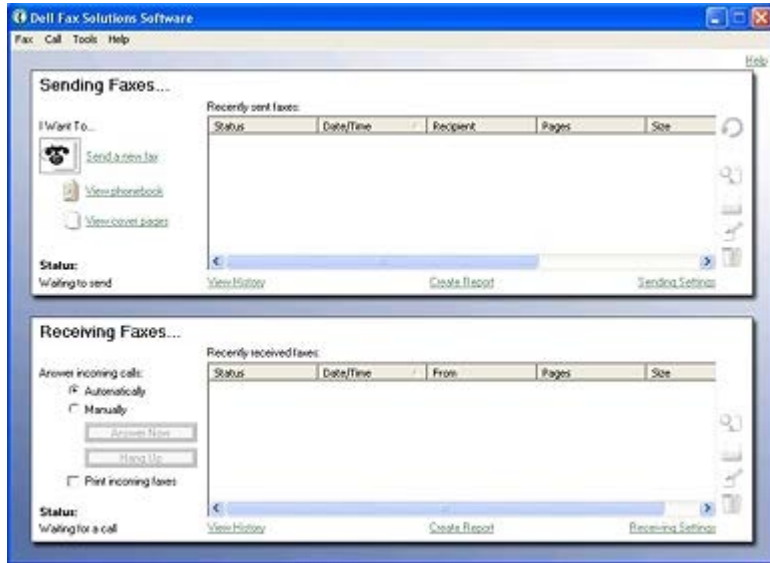 Dell Fax Solutions Software
Fax Call Tools Help
Help
Sending Faxes...
Recently sent faxes:
I Want To...
Status Date/Time Recipient Pages Size
Send a new fax
View phonebook
View cover pages
Status:
Waiting to send
View History Create Report Sending Settings
Receiving Faxes...
Recently received faxes:
Answer incoming calls:
Status Date/Time From Pages Size
Automatically
Manually
Answer Now
Hang Up
Print incoming faxes
Status:
Waiting for a call
View History Create Report Receiving Settings